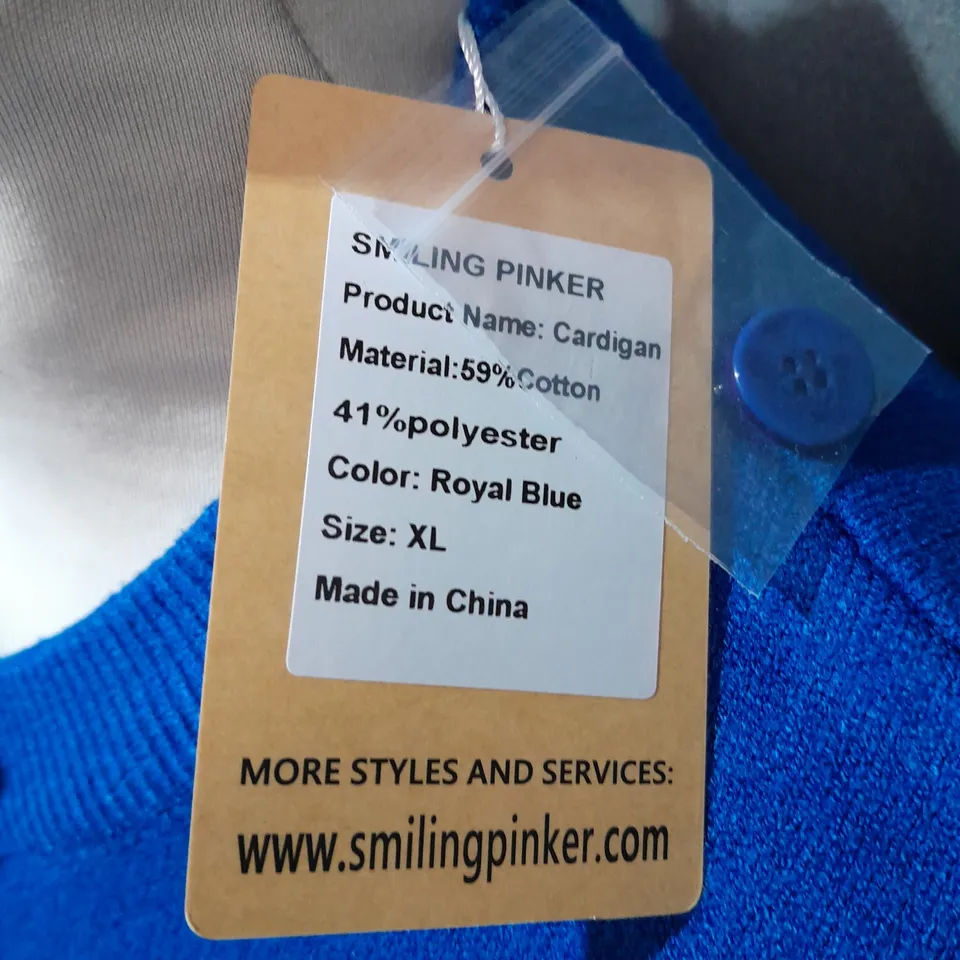 SMILING PINKER
Product Name: Cardigan
Material:59%Cotton
41%polyester
Color: Royal Blue
Size: XL
Made in China
MORE STYLES AND SERVICES:
www.smilingpinker.com